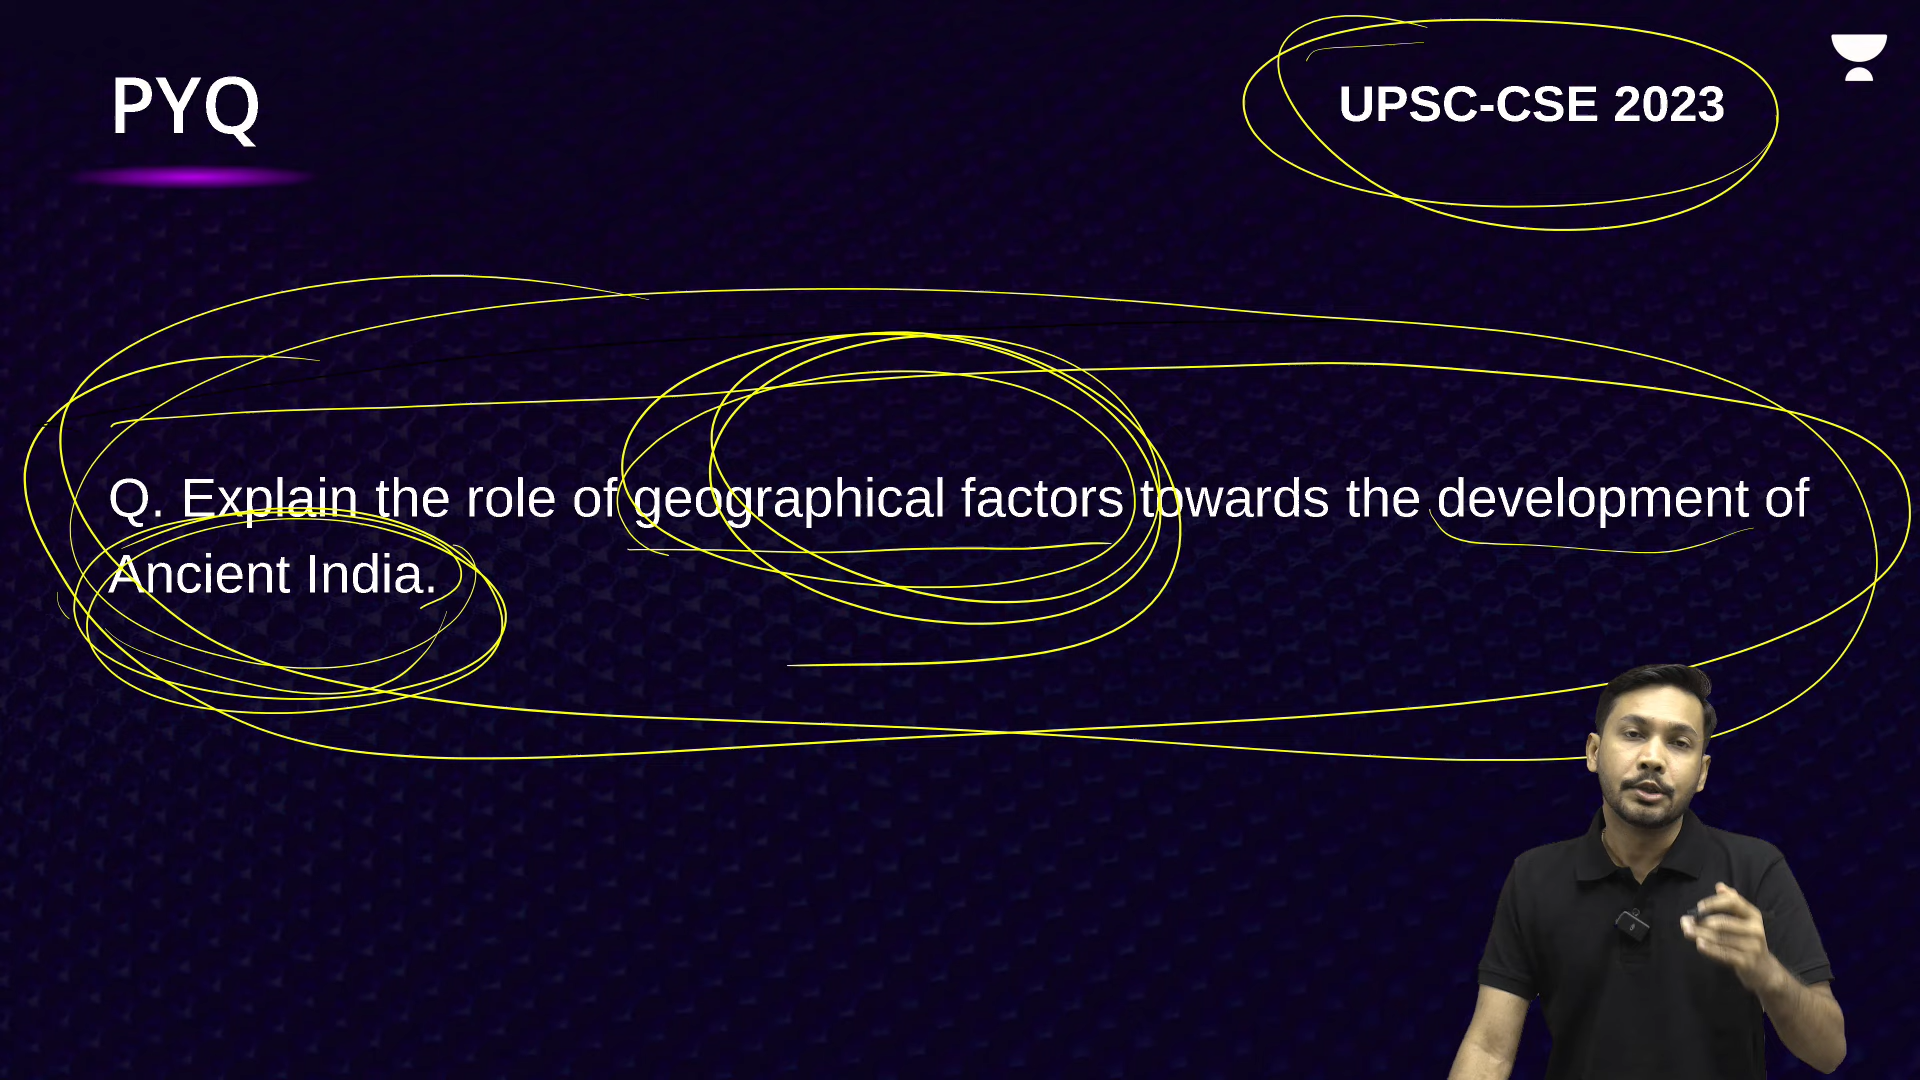 PYQ
UPSC-CSE 2023
Q. Explain the role of geographical factors towards the development of
Ancient India.